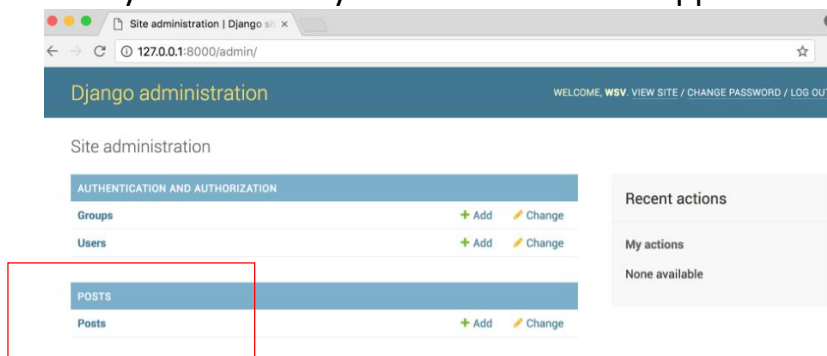 Site administration | Django si
127.0.0.1:8000/admin/
Django administration
WELCOME, WSV. VIEW SITE / CHANGE PASSWORD / LOG OUT
Site administration
AUTHENTICATION AND AUTHORIZATION
Groups + Add Change
Users + Add Change
Recent actions
My actions
None available
POSTS
Posts + Add Change